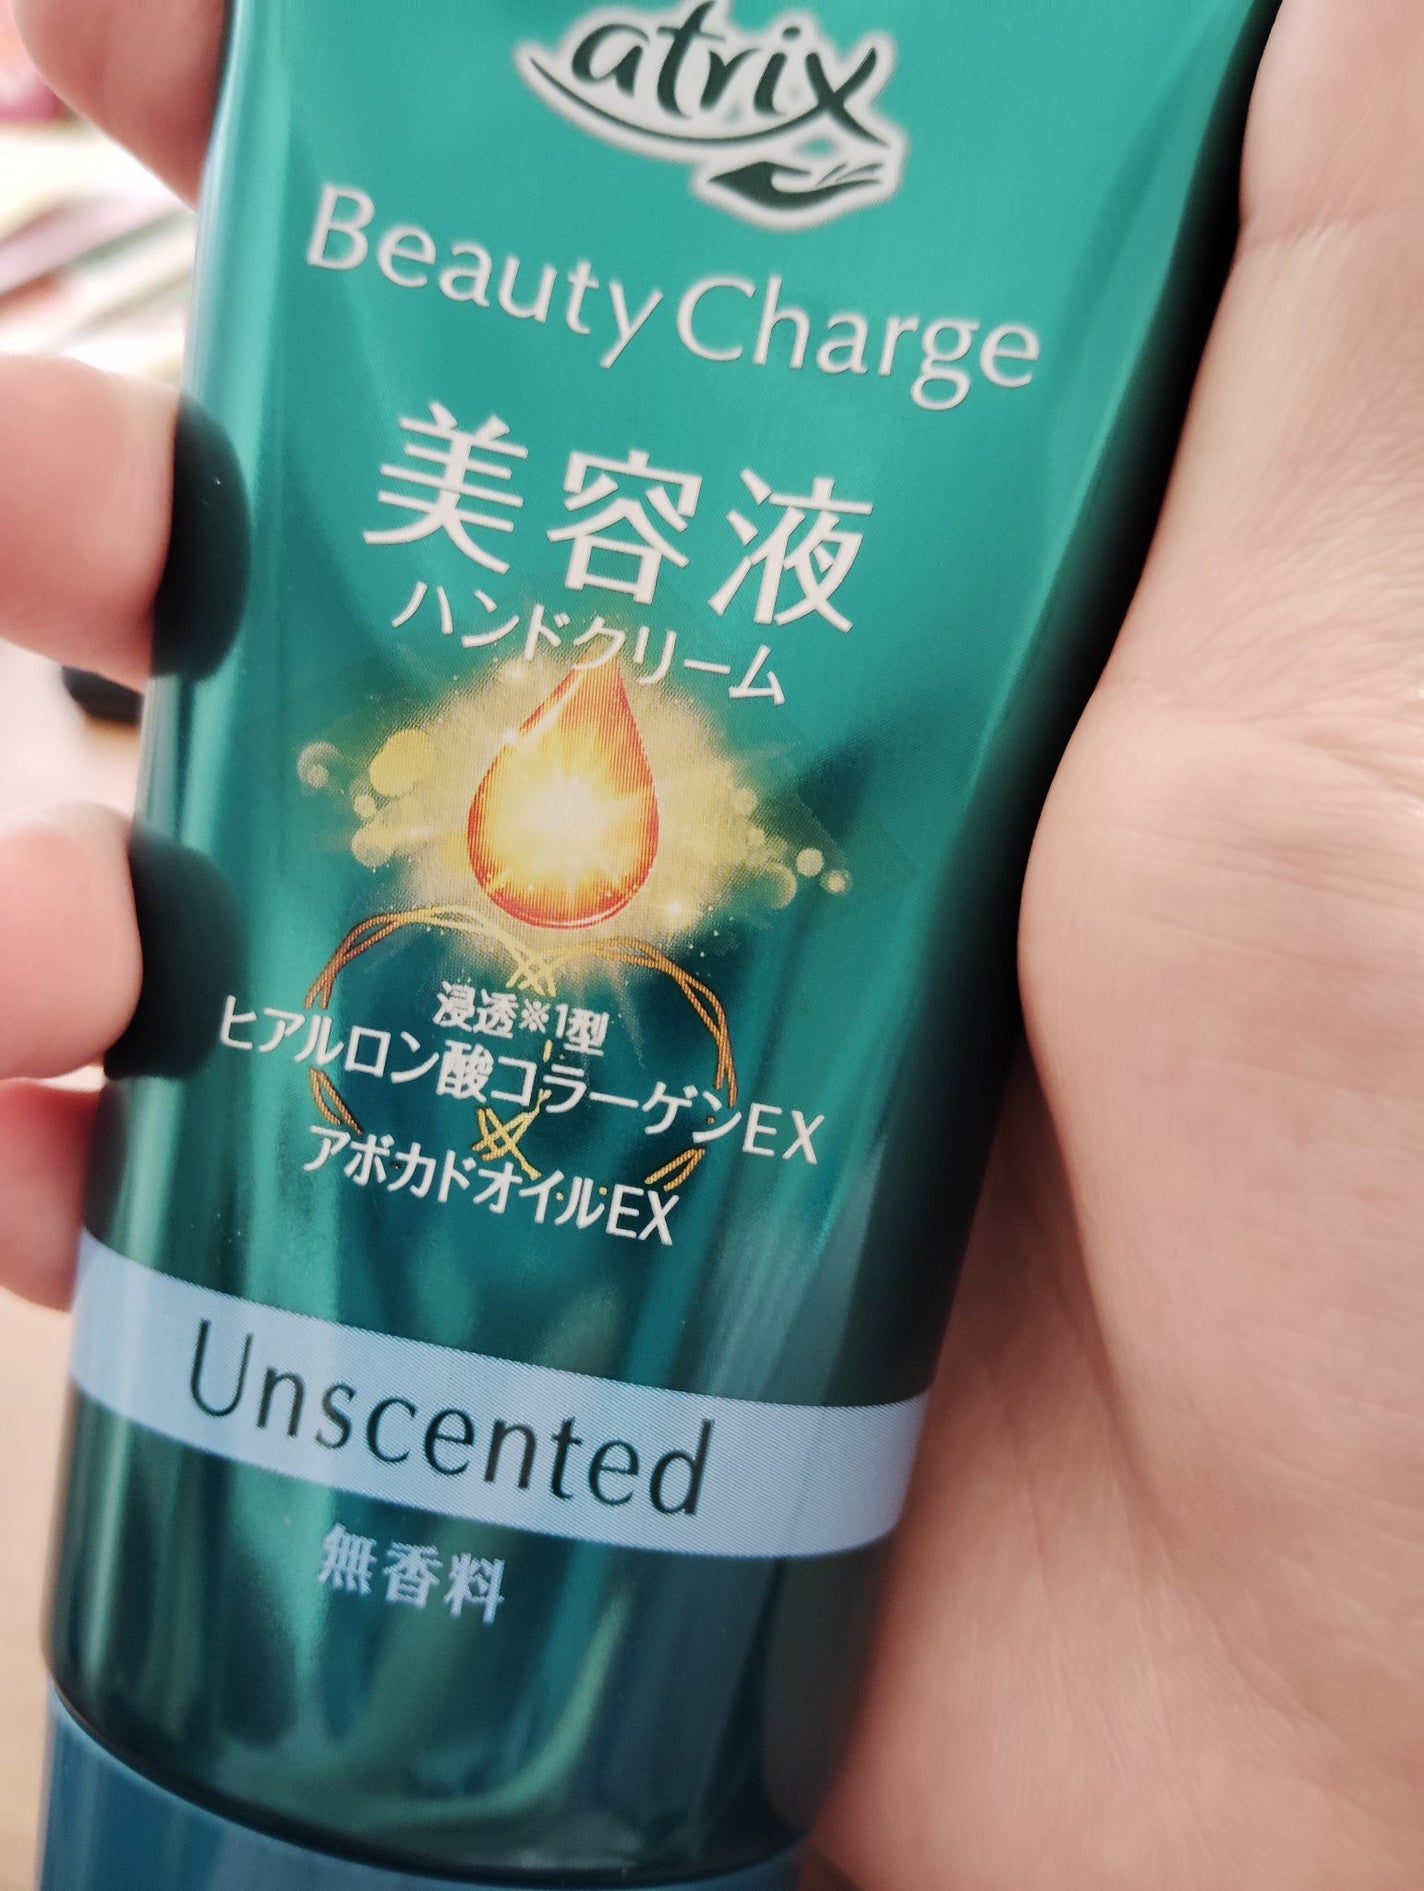 atrix
Beauty Charge
美容液
ハンドクリーム
浸透※1型
ヒアルロン酸コラーゲンEX
アボカドオイルEX
Unscented
無香料